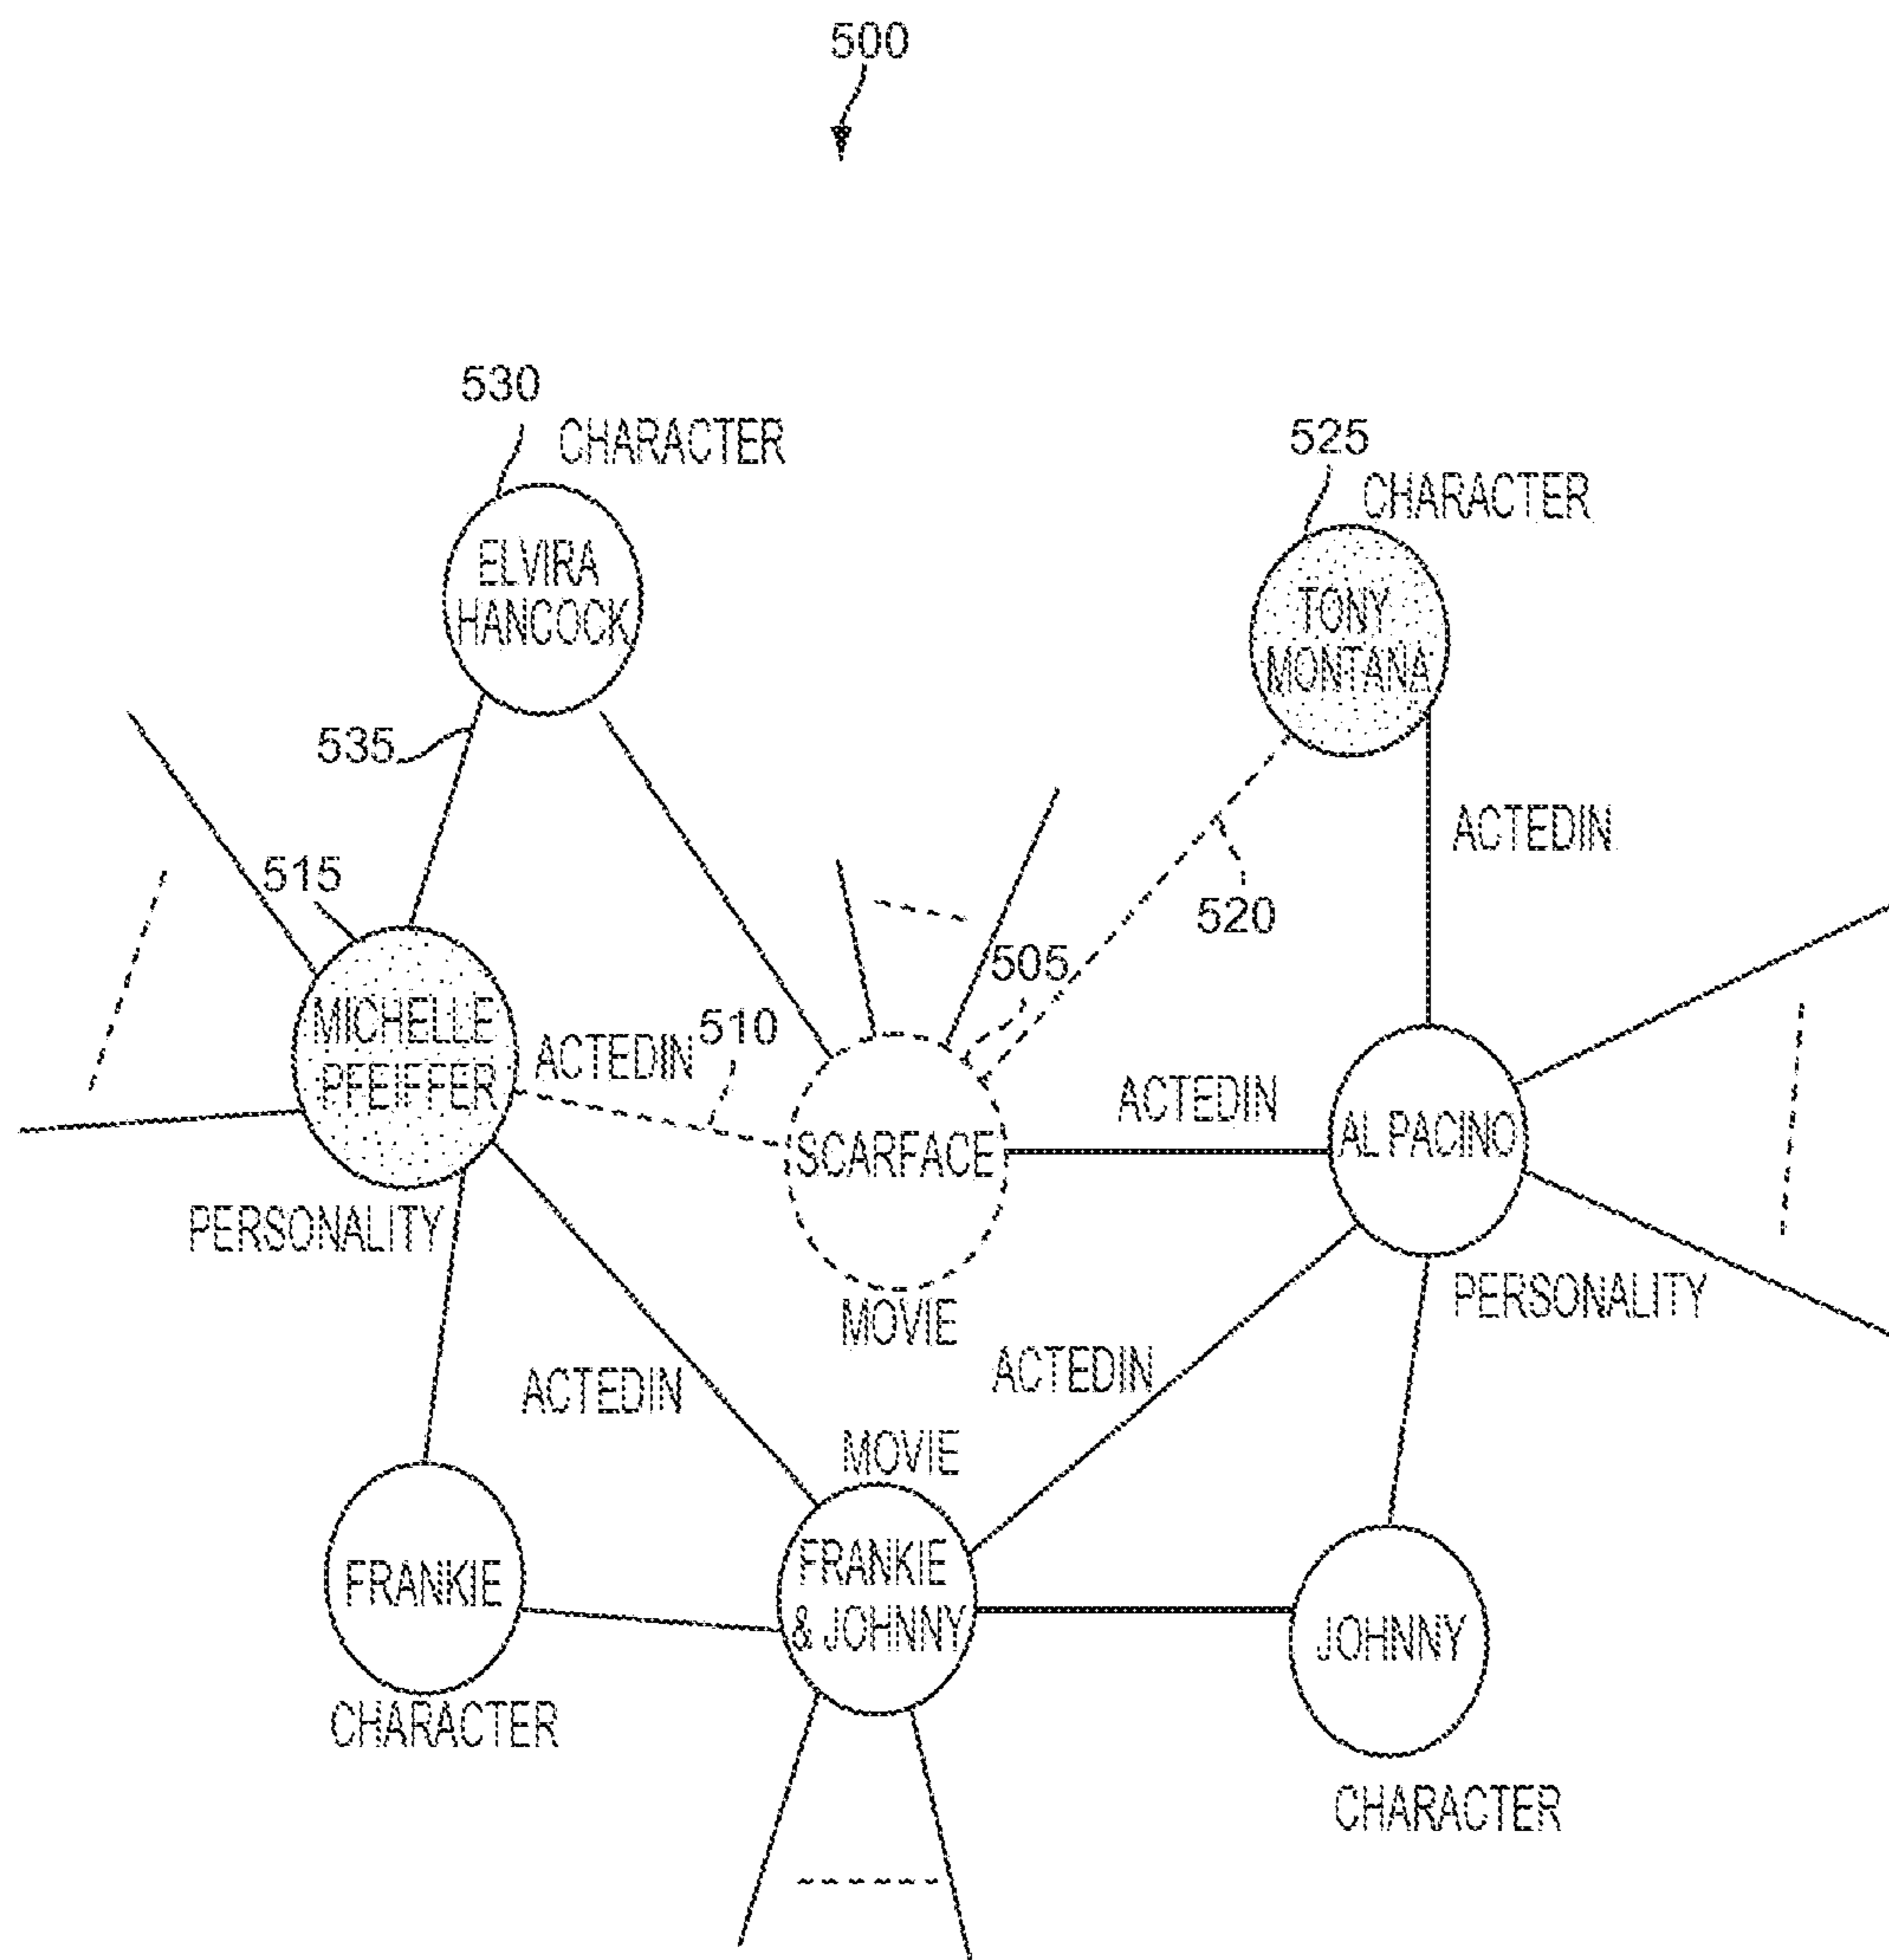 500
530
CHARACTER
525
CHARACTER
ELVIRA
HANCOCK
TONY
MONTANA
535
ACTEDIN
515
520
505
MICHELLE
PFEIFFER
ACTEDIN
510
ACTEDIN
SCARFACE
AL PACINO
PERSONALITY
MOVIE
PERSONALITY
ACTEDIN
ACTEDIN
MOVIE
FRANKIE
FRANKIE
& JOHNNY
JOHNNY
CHARACTER
CHARACTER